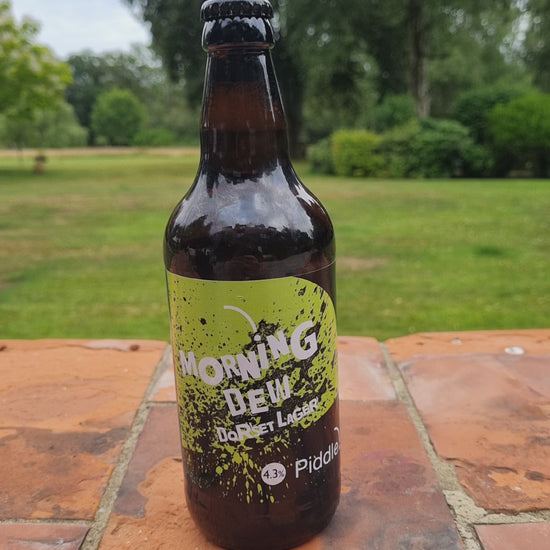 MORNiNG
DEW
DoRSET LAGER
4.3% Piddle